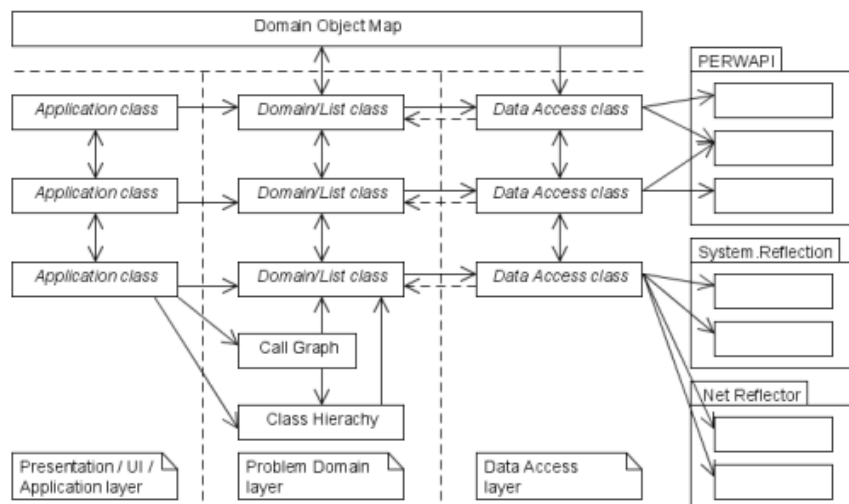 Domain Object Map
PERWAPI
Application class
Domain/List class
Data Access class
Application class
Domain/List class
Data Access class
System .Reflection
Application class
Domain/List class
Data Access class
Call Graph
Net Reflector
Class Hierachy
Presentation / UI /
Application layer
Problem Domain
layer
Data Access
layer